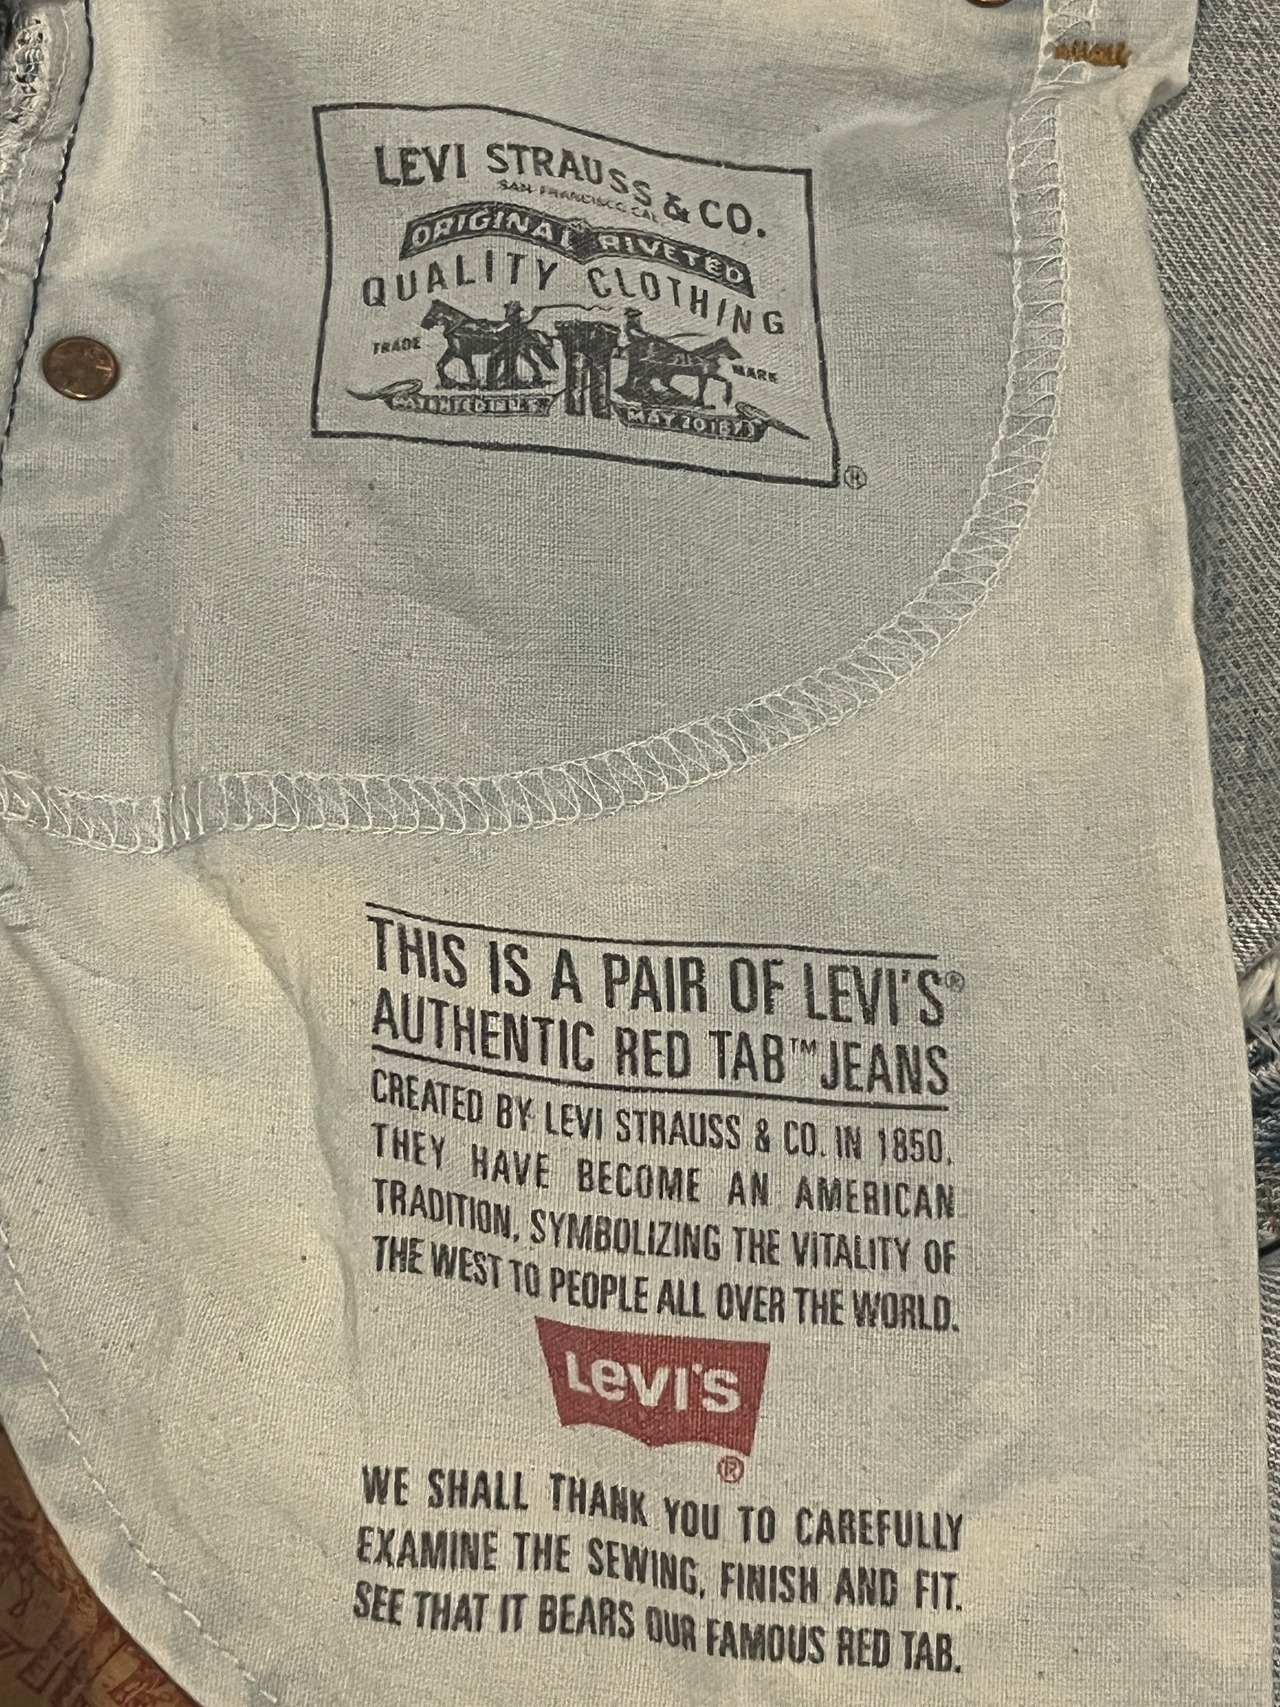 LEVI STRAUSS & CO.
SAN FRANCISCO CAL
ORIGINAL RIVETED
QUALITY CLOTHING
TRADE MARK
PATENTED IN U.S. MAY 20 1873
®
THIS IS A PAIR OF LEVI'S®
AUTHENTIC RED TAB™ JEANS
CREATED BY LEVI STRAUSS & CO. IN 1850,
THEY HAVE BECOME AN AMERICAN
TRADITION, SYMBOLIZING THE VITALITY OF
THE WEST TO PEOPLE ALL OVER THE WORLD.
LEVI'S
®
WE SHALL THANK YOU TO CAREFULLY
EXAMINE THE SEWING, FINISH AND FIT.
SEE THAT IT BEARS OUR FAMOUS RED TAB.